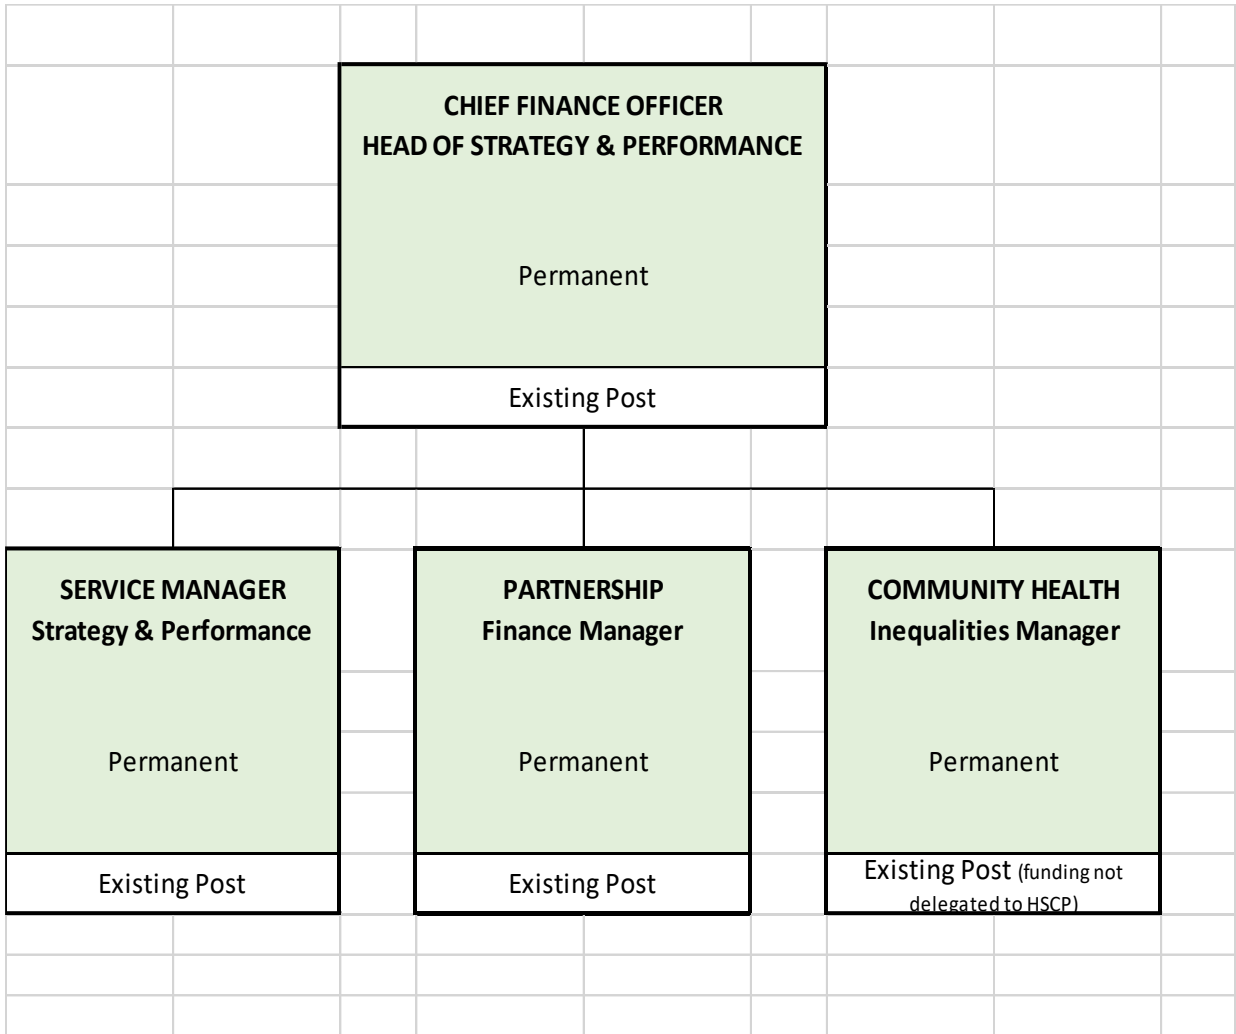 CHIEF FINANCE OFFICER
HEAD OF STRATEGY & PERFORMANCE
Permanent
Existing Post
SERVICE MANAGER
Strategy & Performance
Permanent
Existing Post
PARTNERSHIP
Finance Manager
Permanent
Existing Post
COMMUNITY HEALTH
Inequalities Manager
Permanent
Existing Post (funding not
delegated to HSCP)